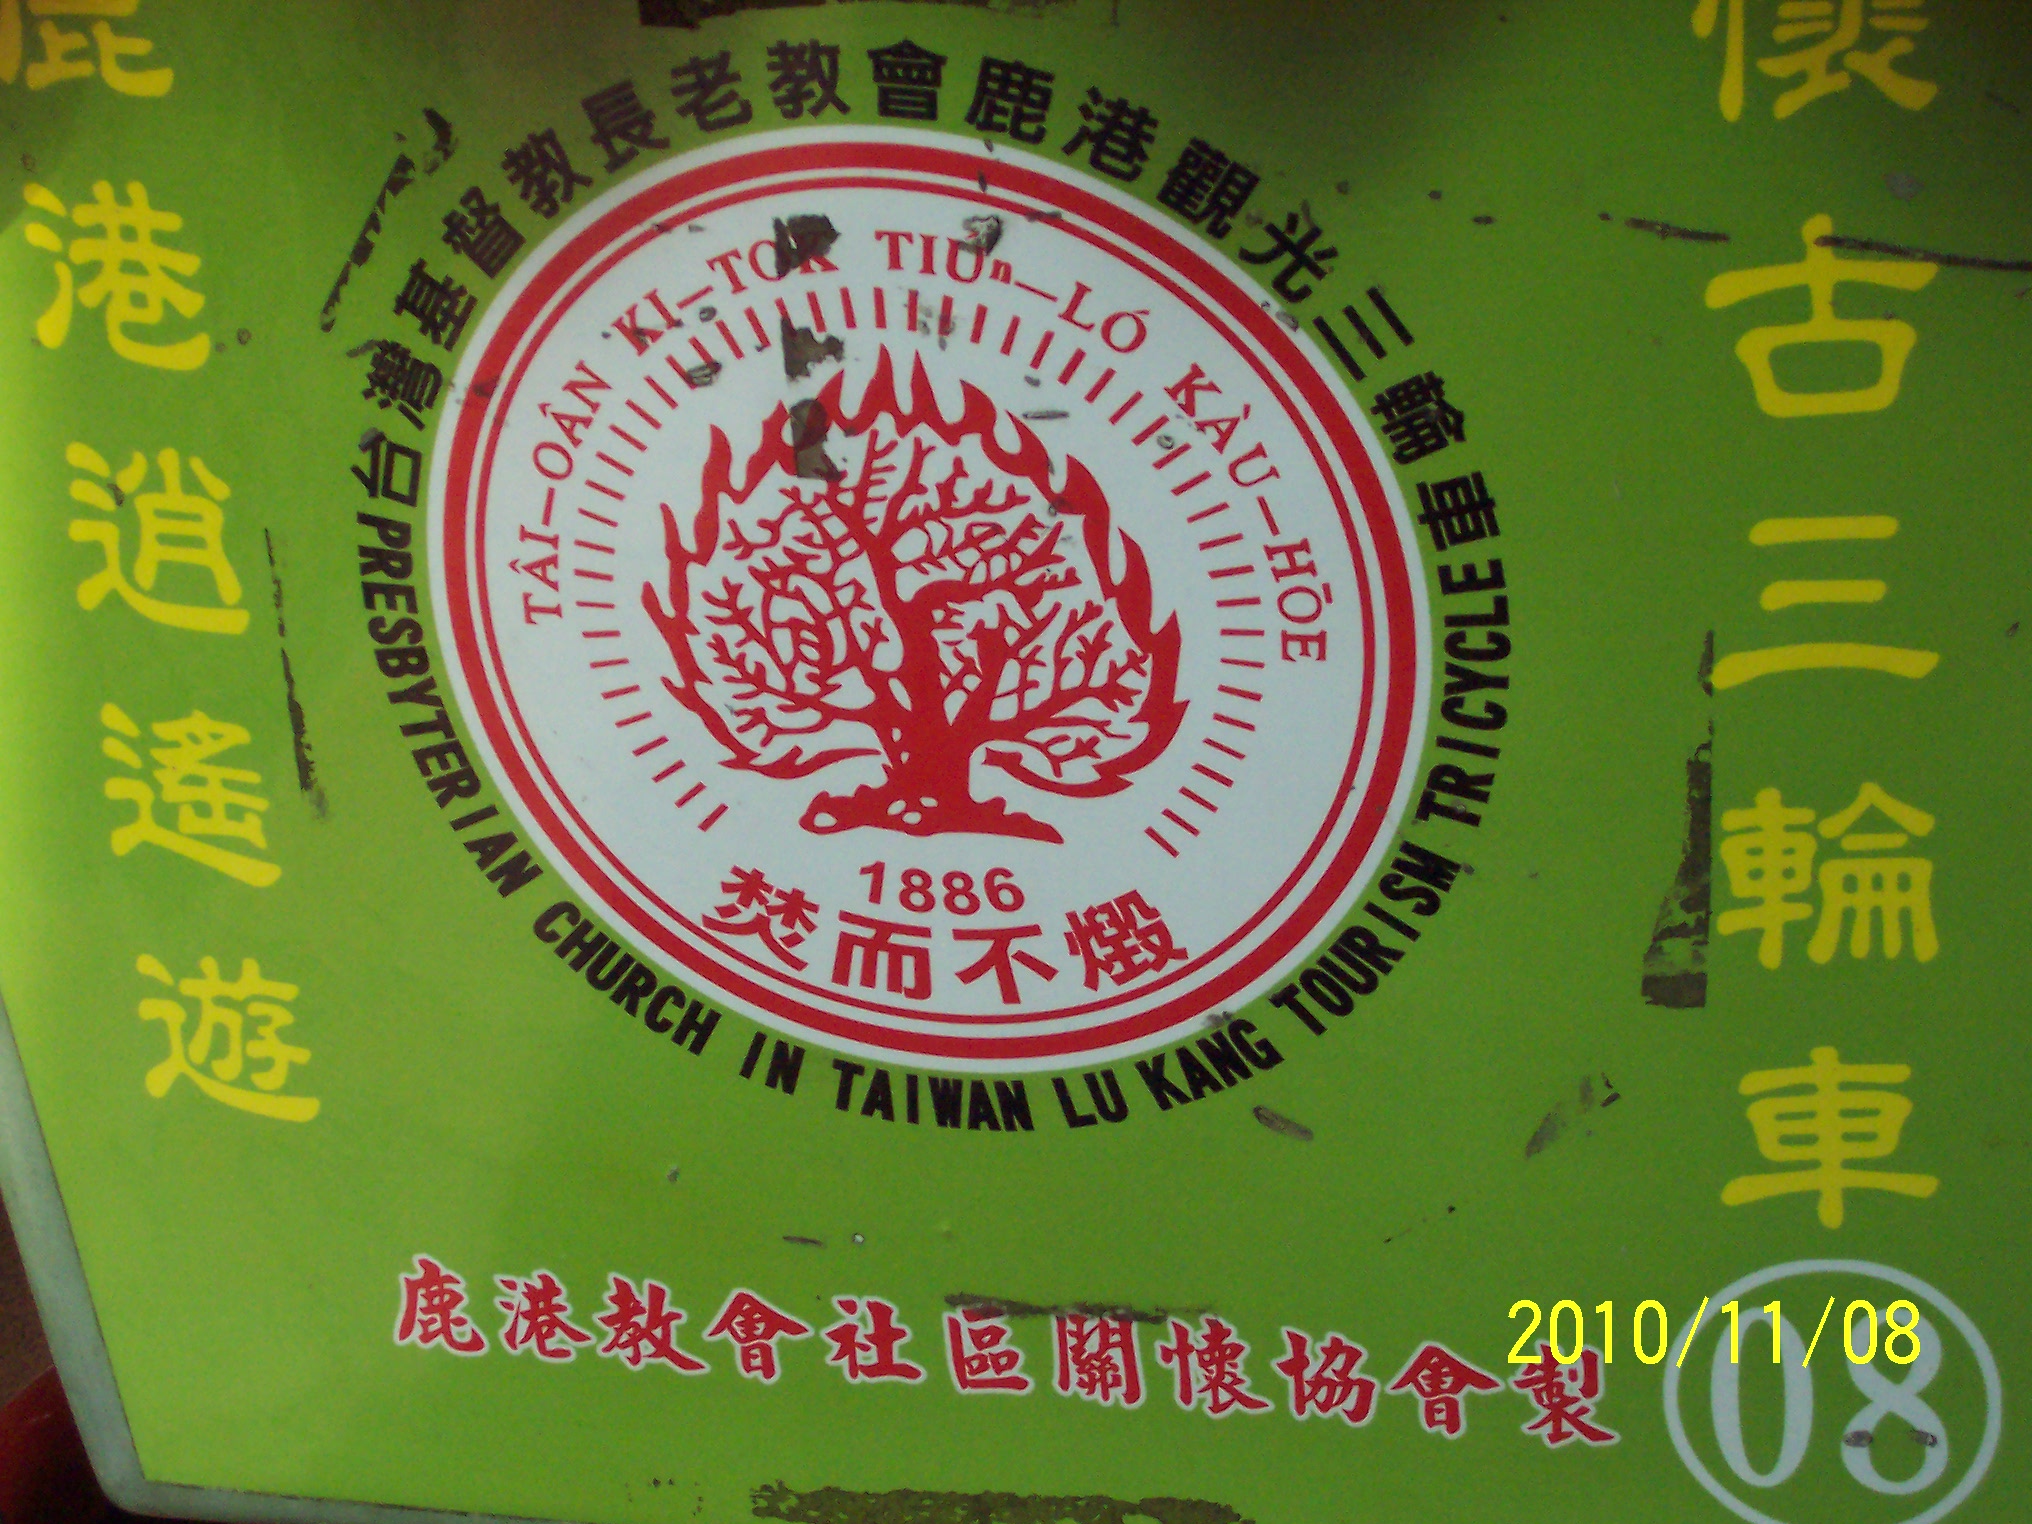 懷古三輪車
鹿港逍遙遊
台灣基督教長老教會鹿港觀光三輪車
PRESBYTERIAN CHURCH IN TAIWAN LU KANG TOURISM TRICYCLE
TÂI-OÂN KI-TOK TIÚⁿ-LÓ KÀU-HŌE
1886
焚而不燬
鹿港教會社區關懷協會製
08
2010/11/08